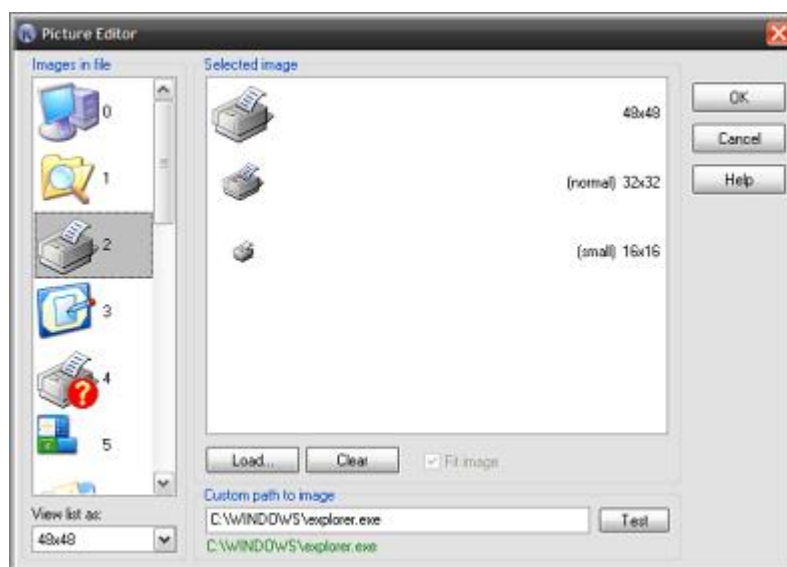 Picture Editor
Images in file
0
1
2
3
4
5
View list as:
48x48
Selected image
48x48
(normal) 32x32
(small) 16x16
Load...
Clear
Fit image
Custom path to image
C:\WINDOWS\explorer.exe
Test
C:\WINDOWS\explorer.exe
OK
Cancel
Help